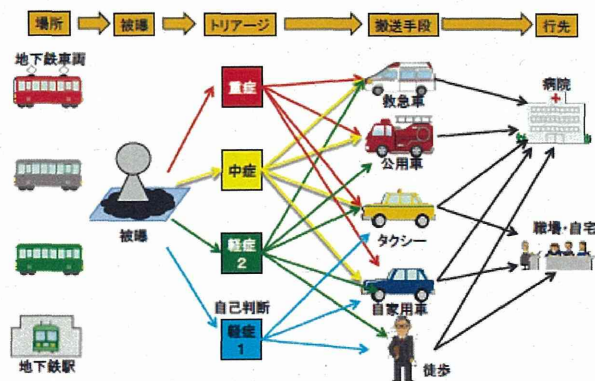 場所
被曝
トリアージ
搬送手段
行先
地下鉄車両
重症
救急車
病院
中症
公用車
被曝
軽症
2
タクシー
職場・自宅
自己判断
自家用車
軽症
1
地下鉄駅
徒歩